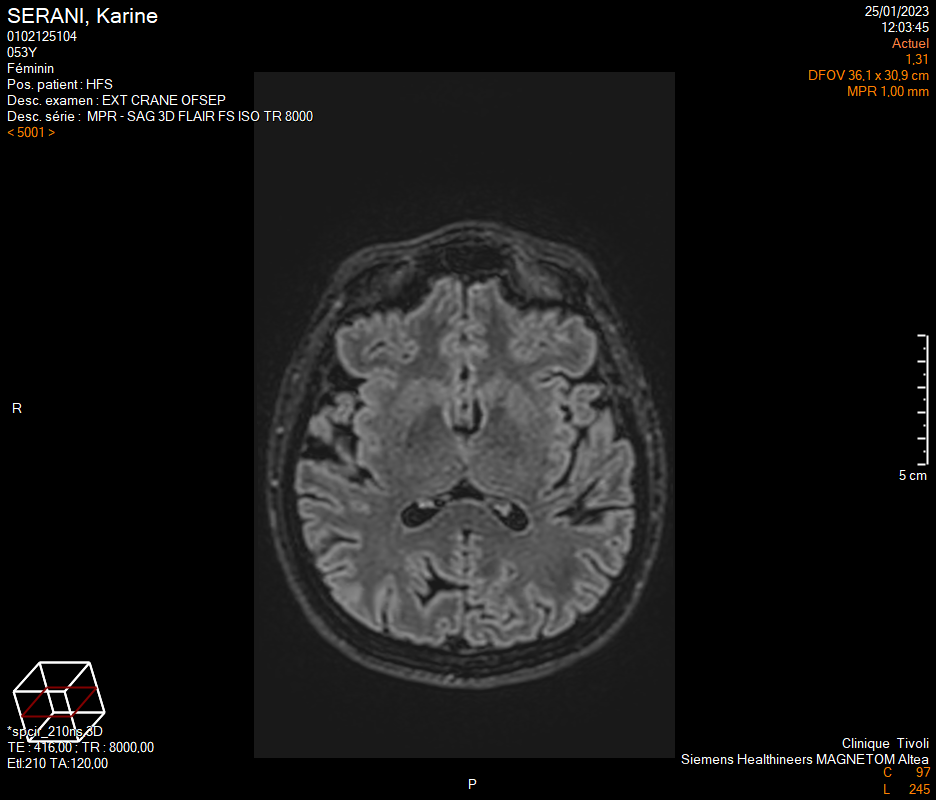 SERANI, Karine
0102125104
053Y
Féminin
Pos. patient : HFS
Desc. examen : EXT CRANE OFSEP
Desc. série : MPR - SAG 3D FLAIR FS ISO TR 8000
< 5001 >
25/01/2023
12:03:45
Actuel
1,31
DFOV 36,1 x 30,9 cm
MPR 1,00 mm
R
5 cm
*spcir_210ns 3D
TE : 416,00 ; TR : 8000,00
Etl:210 TA:120,00
P
Clinique Tivoli
Siemens Healthineers MAGNETOM Altea
C 97
L 245